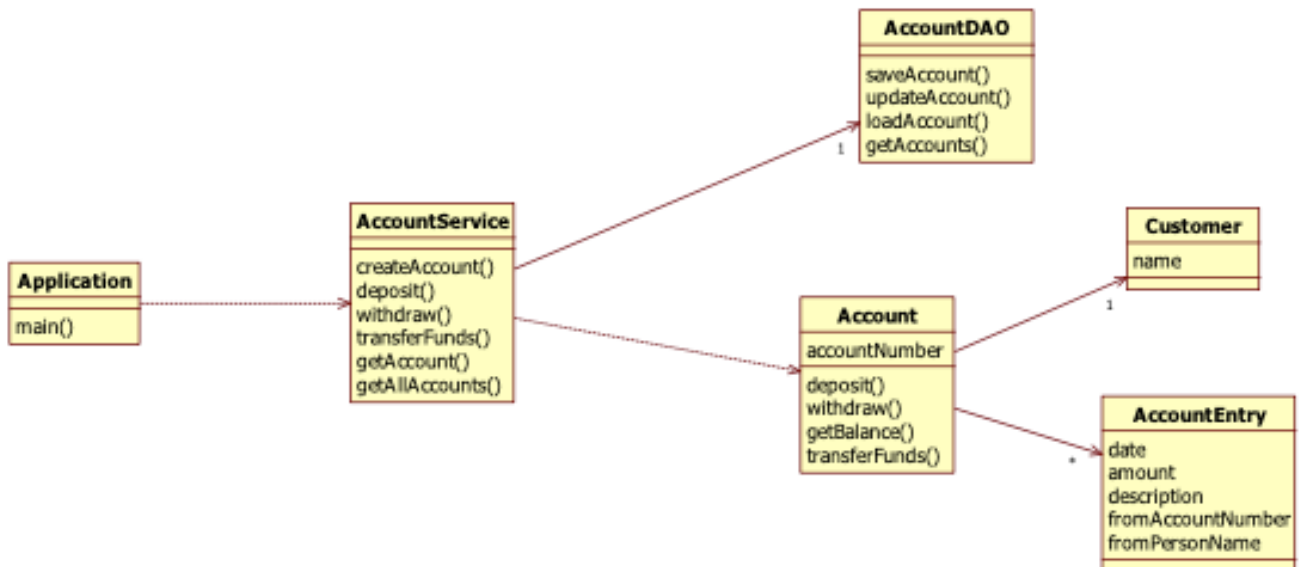 AccountDAO
saveAccount()
updateAccount()
loadAccount()
getAccounts()
1
AccountService
createAccount()
deposit()
withdraw()
transferFunds()
getAccount()
getAllAccounts()
Application
main()
Customer
name
1
Account
accountNumber
deposit()
withdraw()
getBalance()
transferFunds()
*
AccountEntry
date
amount
description
fromAccountNumber
fromPersonName